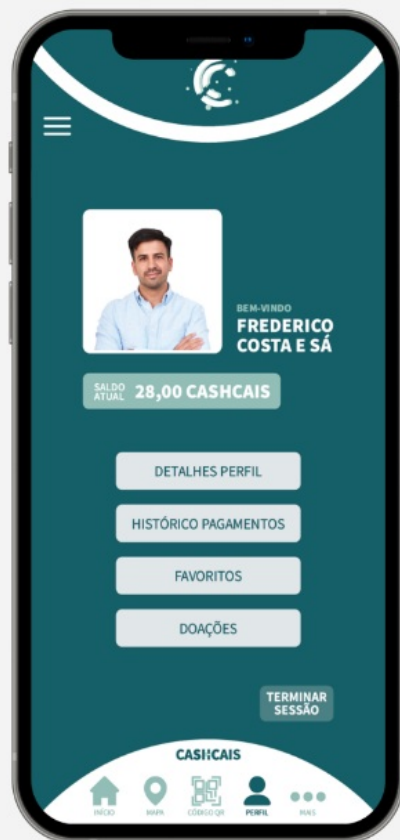 BEM-VINDO
FREDERICO
COSTA E SÁ
SALDO
ATUAL
28,00 CASHCAIS
DETALHES PERFIL
HISTÓRICO PAGAMENTOS
FAVORITOS
DOAÇÕES
TERMINAR
SESSÃO
CASHCAIS
INÍCIO
MAPA
CÓDIGO QR
PERFIL
MAIS